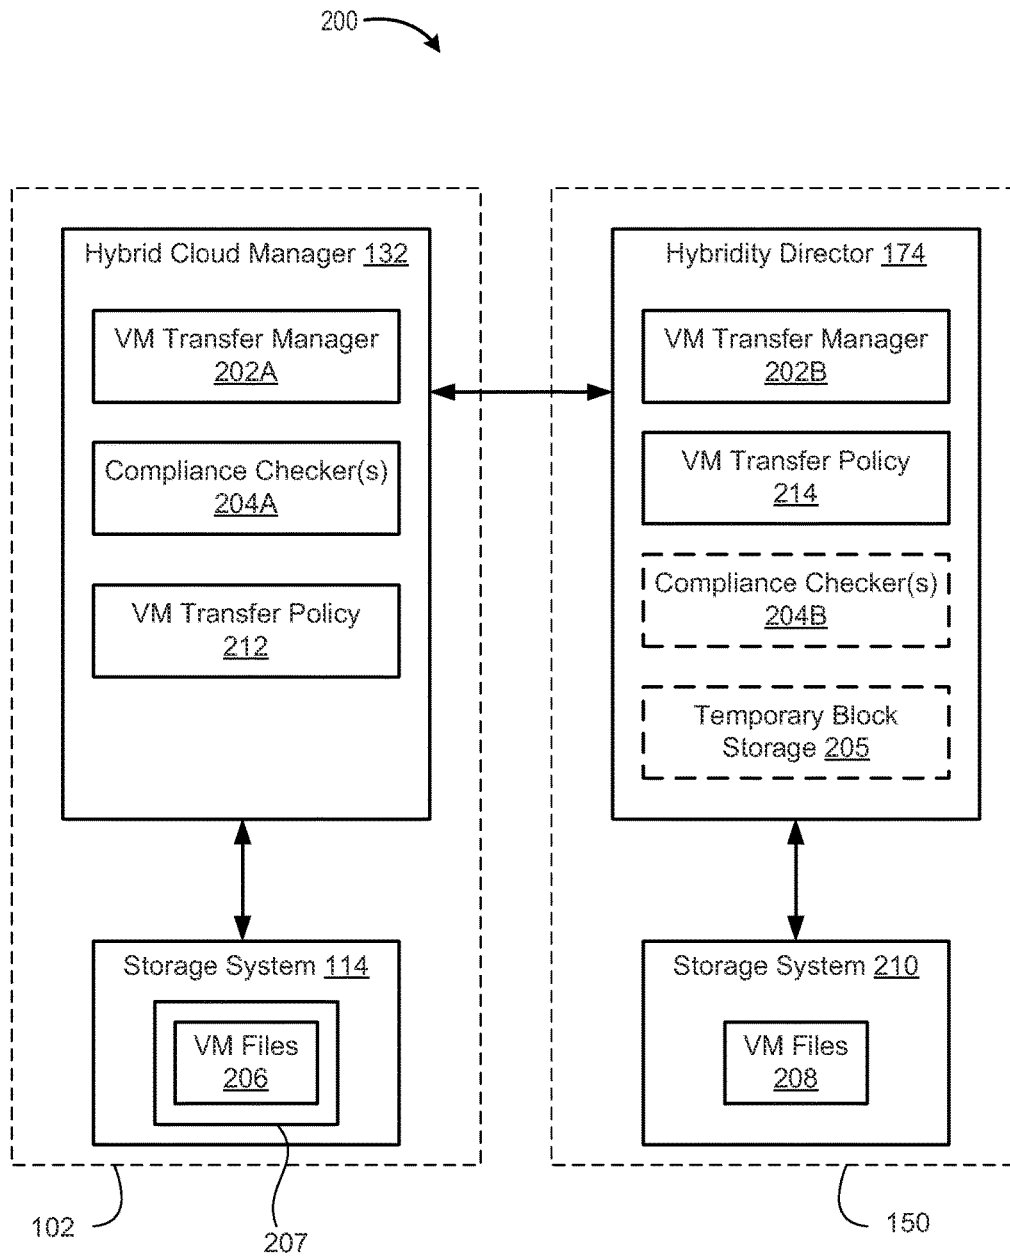 200
Hybrid Cloud Manager 132
VM Transfer Manager
202A
Compliance Checker(s)
204A
VM Transfer Policy
212
Storage System 114
VM Files
206
102
207
Hybridity Director 174
VM Transfer Manager
202B
VM Transfer Policy
214
Compliance Checker(s)
204B
Temporary Block
Storage 205
Storage System 210
VM Files
208
150